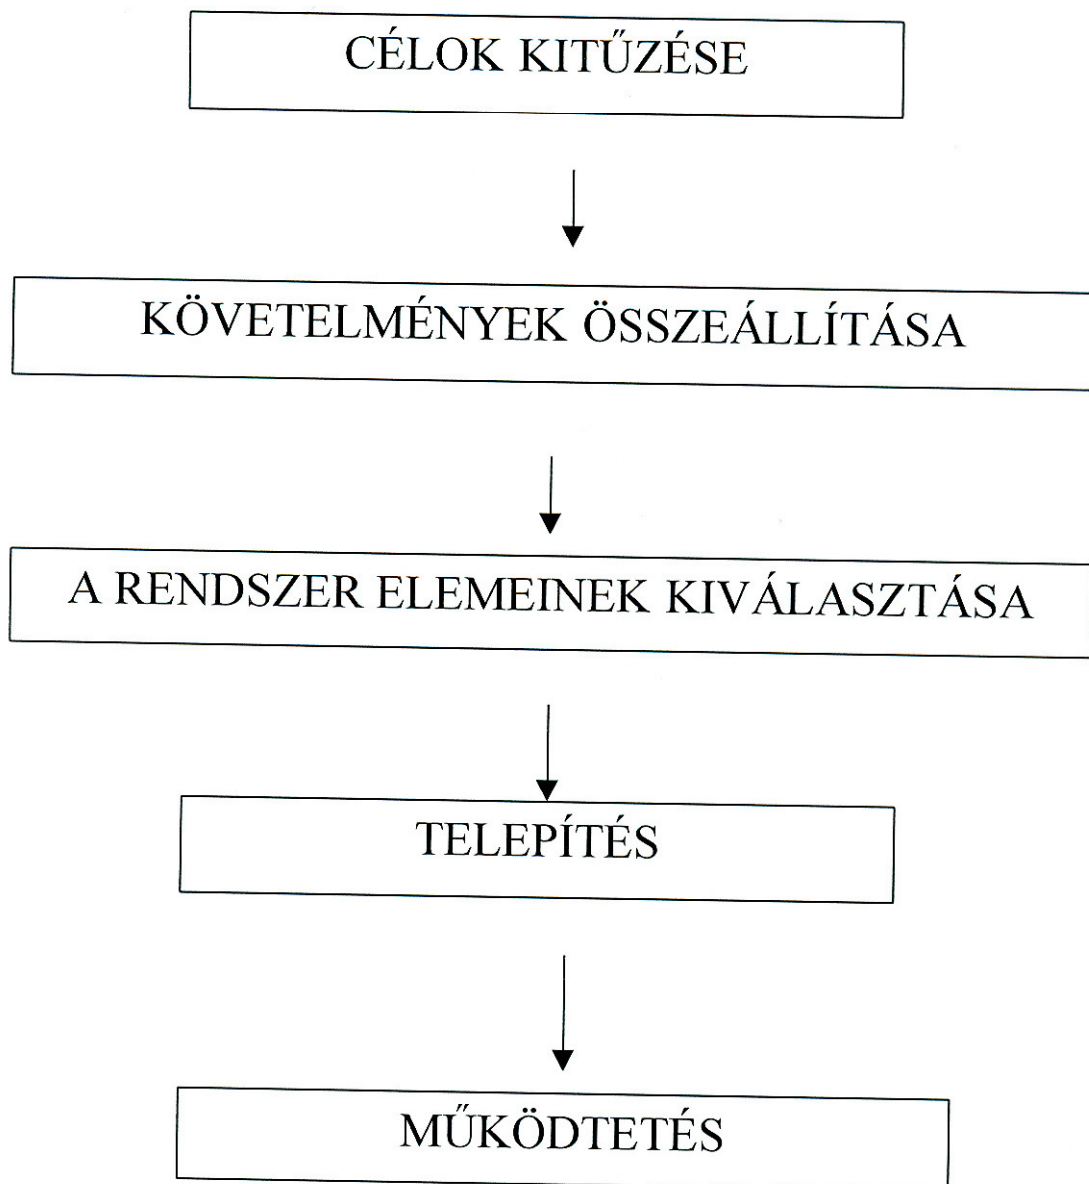 CÉLOK KITŰZÉSE
KÖVETELMÉNYEK ÖSSZEÁLLÍTÁSA
A RENDSZER ELEMEINEK KIVÁLASZTÁSA
TELEPÍTÉS
MŰKÖDTETÉS